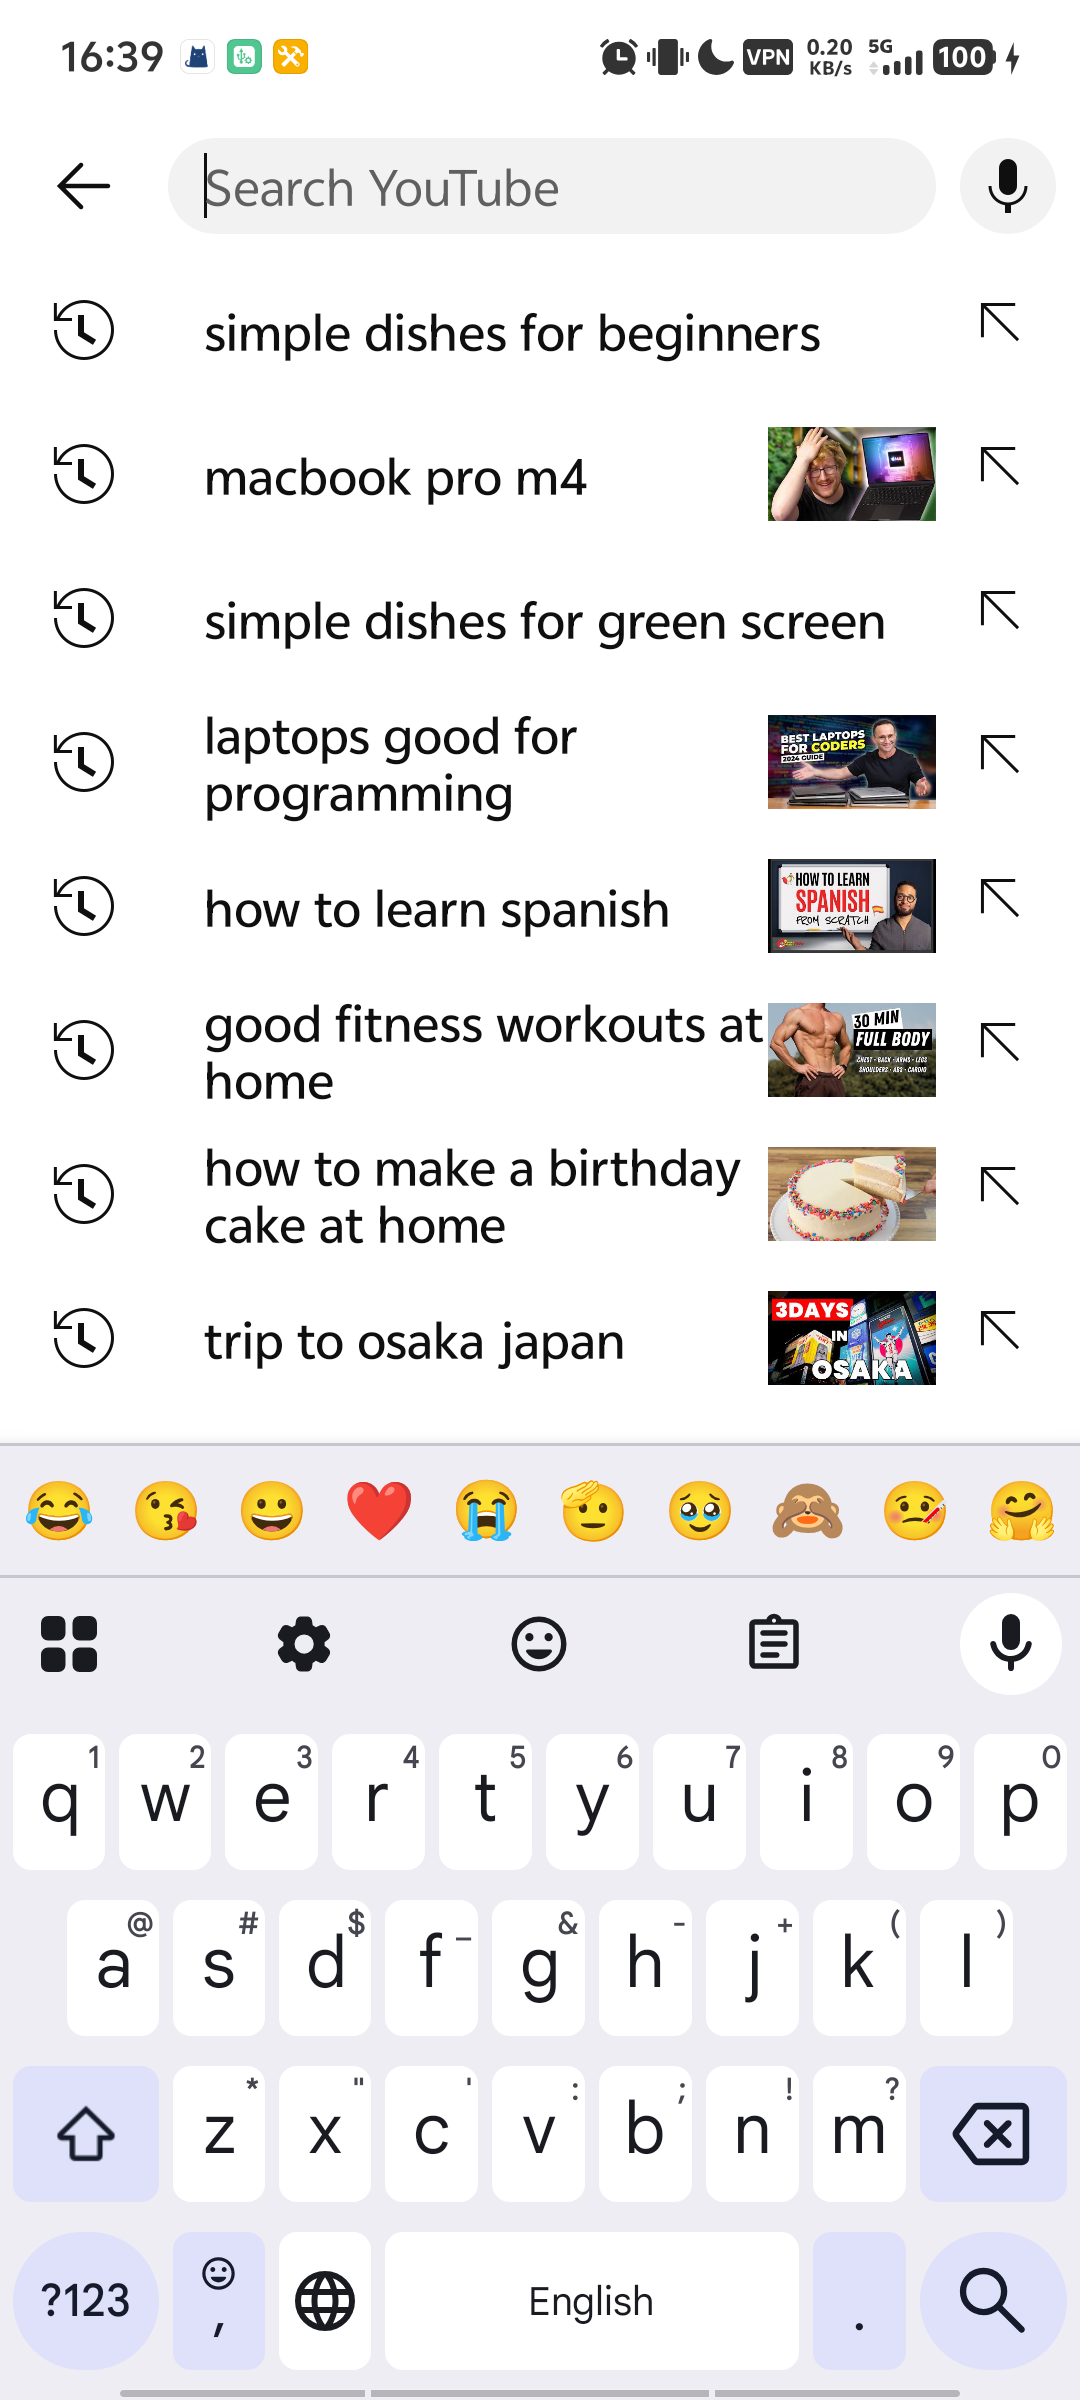 16:39 VPN 0.20 KB/s 5G 100
Search YouTube
simple dishes for beginners
macbook pro m4
simple dishes for green screen
laptops good for
programming
BEST LAPTOPS
FOR CODERS
2024 GUIDE
how to learn spanish
HOW TO LEARN
SPANISH
FROM SCRATCH
good fitness workouts at
home
30 MIN
FULL BODY
CHEST • BACK • ARMS • LEGS
SHOULDERS • ABS • CARDIO
how to make a birthday
cake at home
trip to osaka japan
3DAYS
IN
OSAKA
1 2 3 4 5 6 7 8 9 0
q w e r t y u i o p
@ # $ _ & - + ( )
a s d f g h j k l
* " ' : ; ! ?
z x c v b n m
?123 , English .